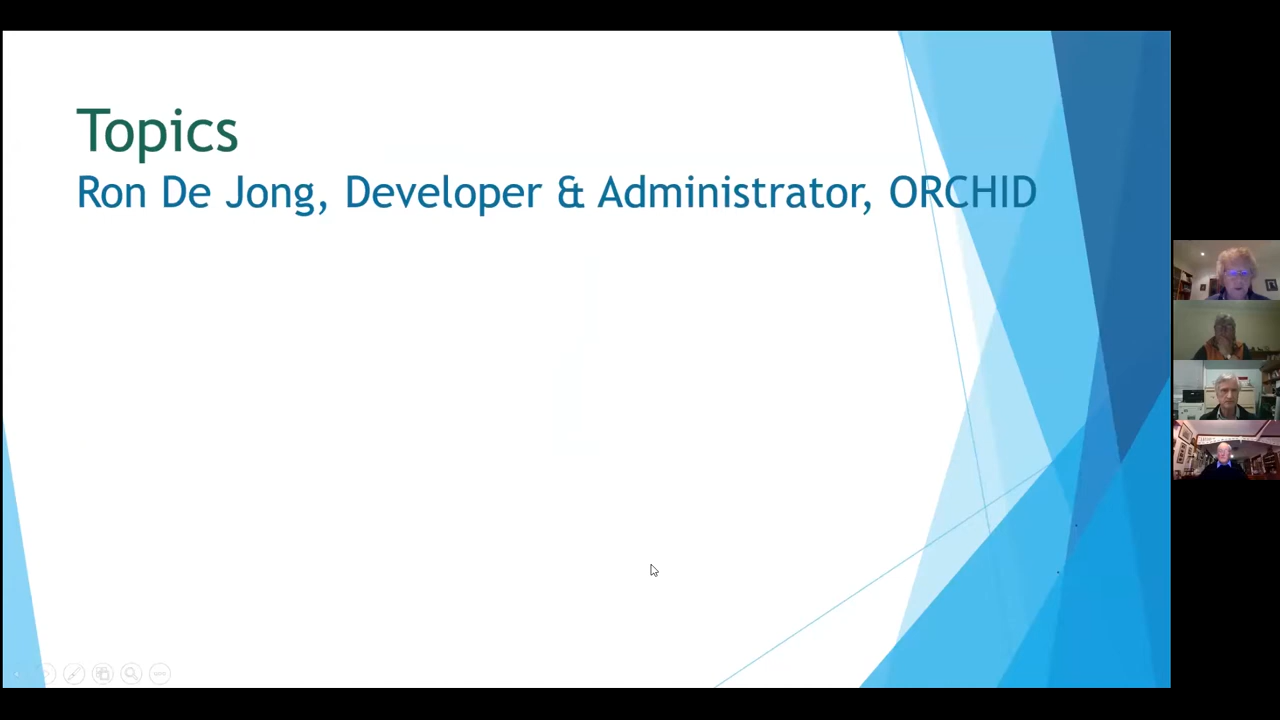 Topics
Ron De Jong, Developer & Administrator, ORCHID